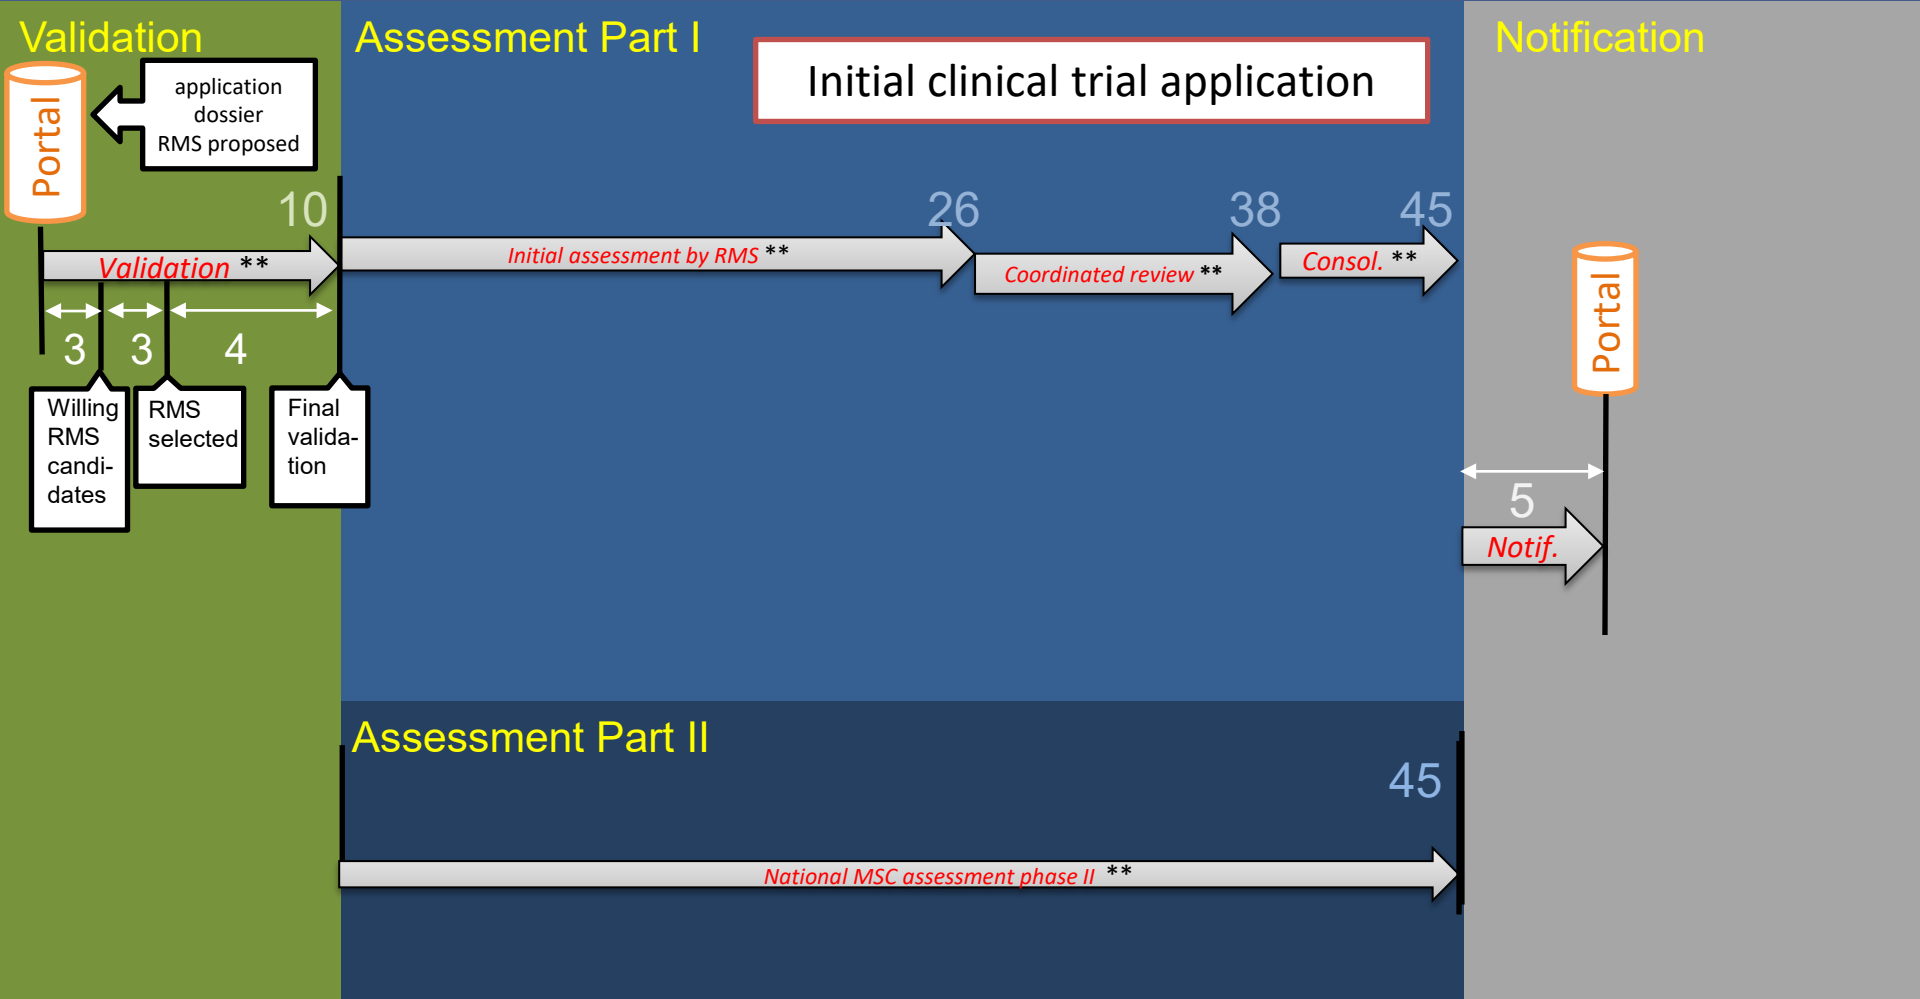 Validation
Assessment Part I
Notification
Initial clinical trial application
Portal
application
dossier
RMS proposed
10
26
38
45
Validation **
Initial assessment by RMS **
Coordinated review **
Consol. **
3
3
4
Willing
RMS
candi-
dates
RMS
selected
Final
valida-
tion
Portal
5
Notif.
Assessment Part II
45
National MSC assessment phase II **